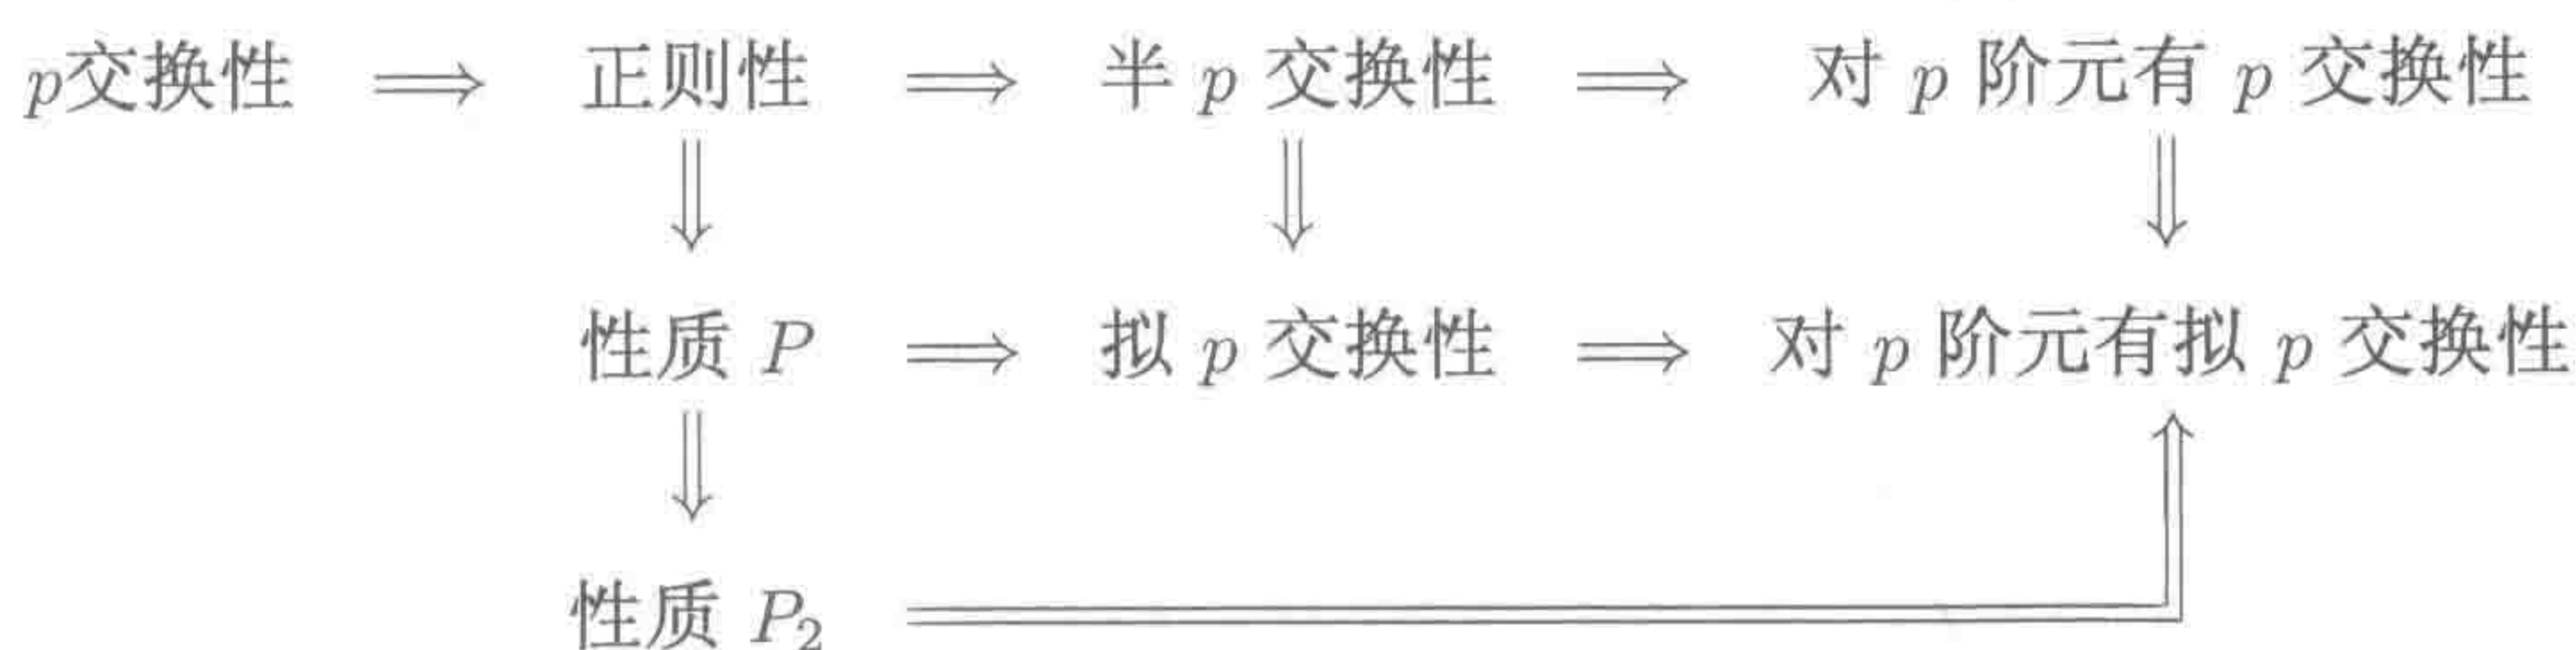 p交换性 ⟹ 正则性 ⟹ 半 p 交换性 ⟹ 对 p 阶元有 p 交换性
性质 P ⟹ 拟 p 交换性 ⟹ 对 p 阶元有拟 p 交换性
性质 P₂